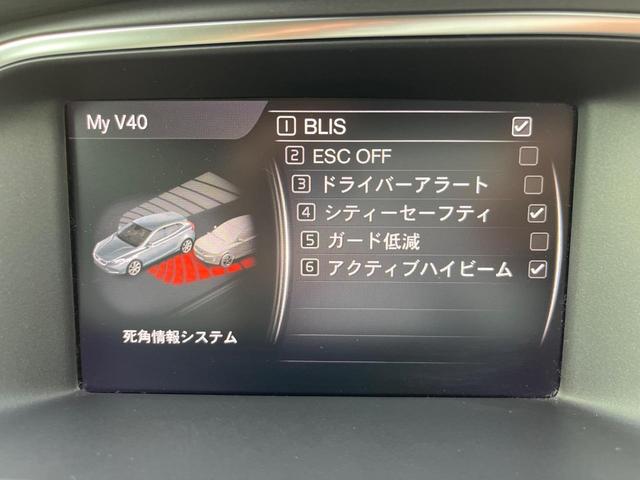 My V40
1 BLIS
2 ESC OFF
3 ドライバーアラート
4 シティーセーフティ
5 ガード低減
6 アクティブハイビーム
死角情報システム